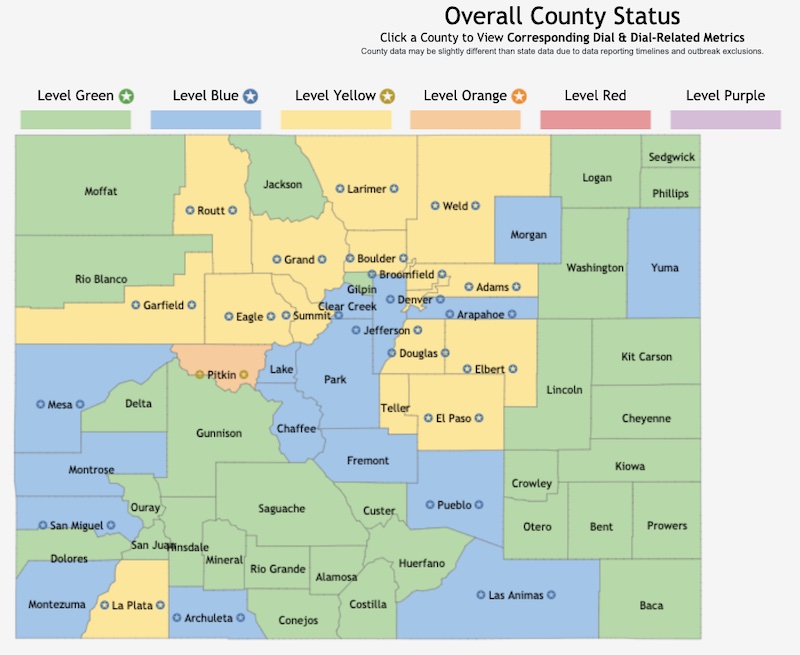 Overall County Status
Click a County to View Corresponding Dial & Dial-Related Metrics
County data may be slightly different than state data due to data reporting timelines and outbreak exclusions.
Level Green Level Blue Level Yellow Level Orange Level Red Level Purple
Sedgwick
Logan
Jackson
Larimer
Moffat
Phillips
Weld
Routt
Morgan
Grand
Boulder
Washington
Yuma
Broomfield
Rio Blanco
Gilpin
Adams
Garfield
Clear Creek
Denver
Eagle
Summit
Arapahoe
Jefferson
Douglas
Kit Carson
Lake
Elbert
Pitkin
Park
Lincoln
Mesa
Delta
Teller
El Paso
Cheyenne
Chaffee
Gunnison
Fremont
Kiowa
Montrose
Crowley
Ouray
Saguache
Custer
Pueblo
San Miguel
Otero
Bent
Prowers
San Juan
Hinsdale
Dolores
Mineral
Huerfano
Rio Grande
Alamosa
Las Animas
Montezuma
La Plata
Costilla
Baca
Archuleta
Conejos